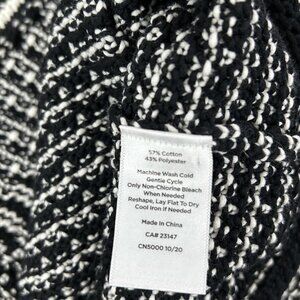 57% Cotton
43% Polyester
Machine Wash Cold
Gentle Cycle
Only Non-Chlorine Bleach
When Needed
Reshape, Lay Flat To Dry
Cool Iron if Needed
Made in China
CA# 23147
CN5000 10/20